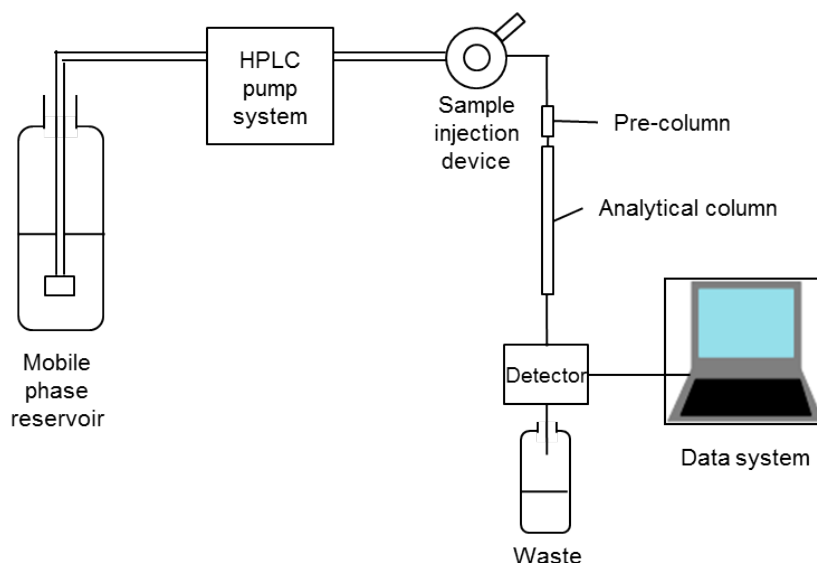 HPLC
pump
system
Sample
injection
device
Pre-column
Analytical column
Mobile
phase
reservoir
Detector
Data system
Waste